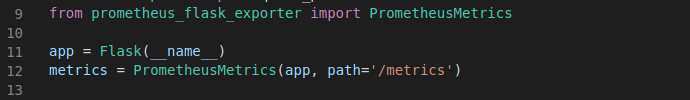 9 from prometheus_flask_exporter import PrometheusMetrics
10
11 app = Flask(__name__)
12 metrics = PrometheusMetrics(app, path='/metrics')
13